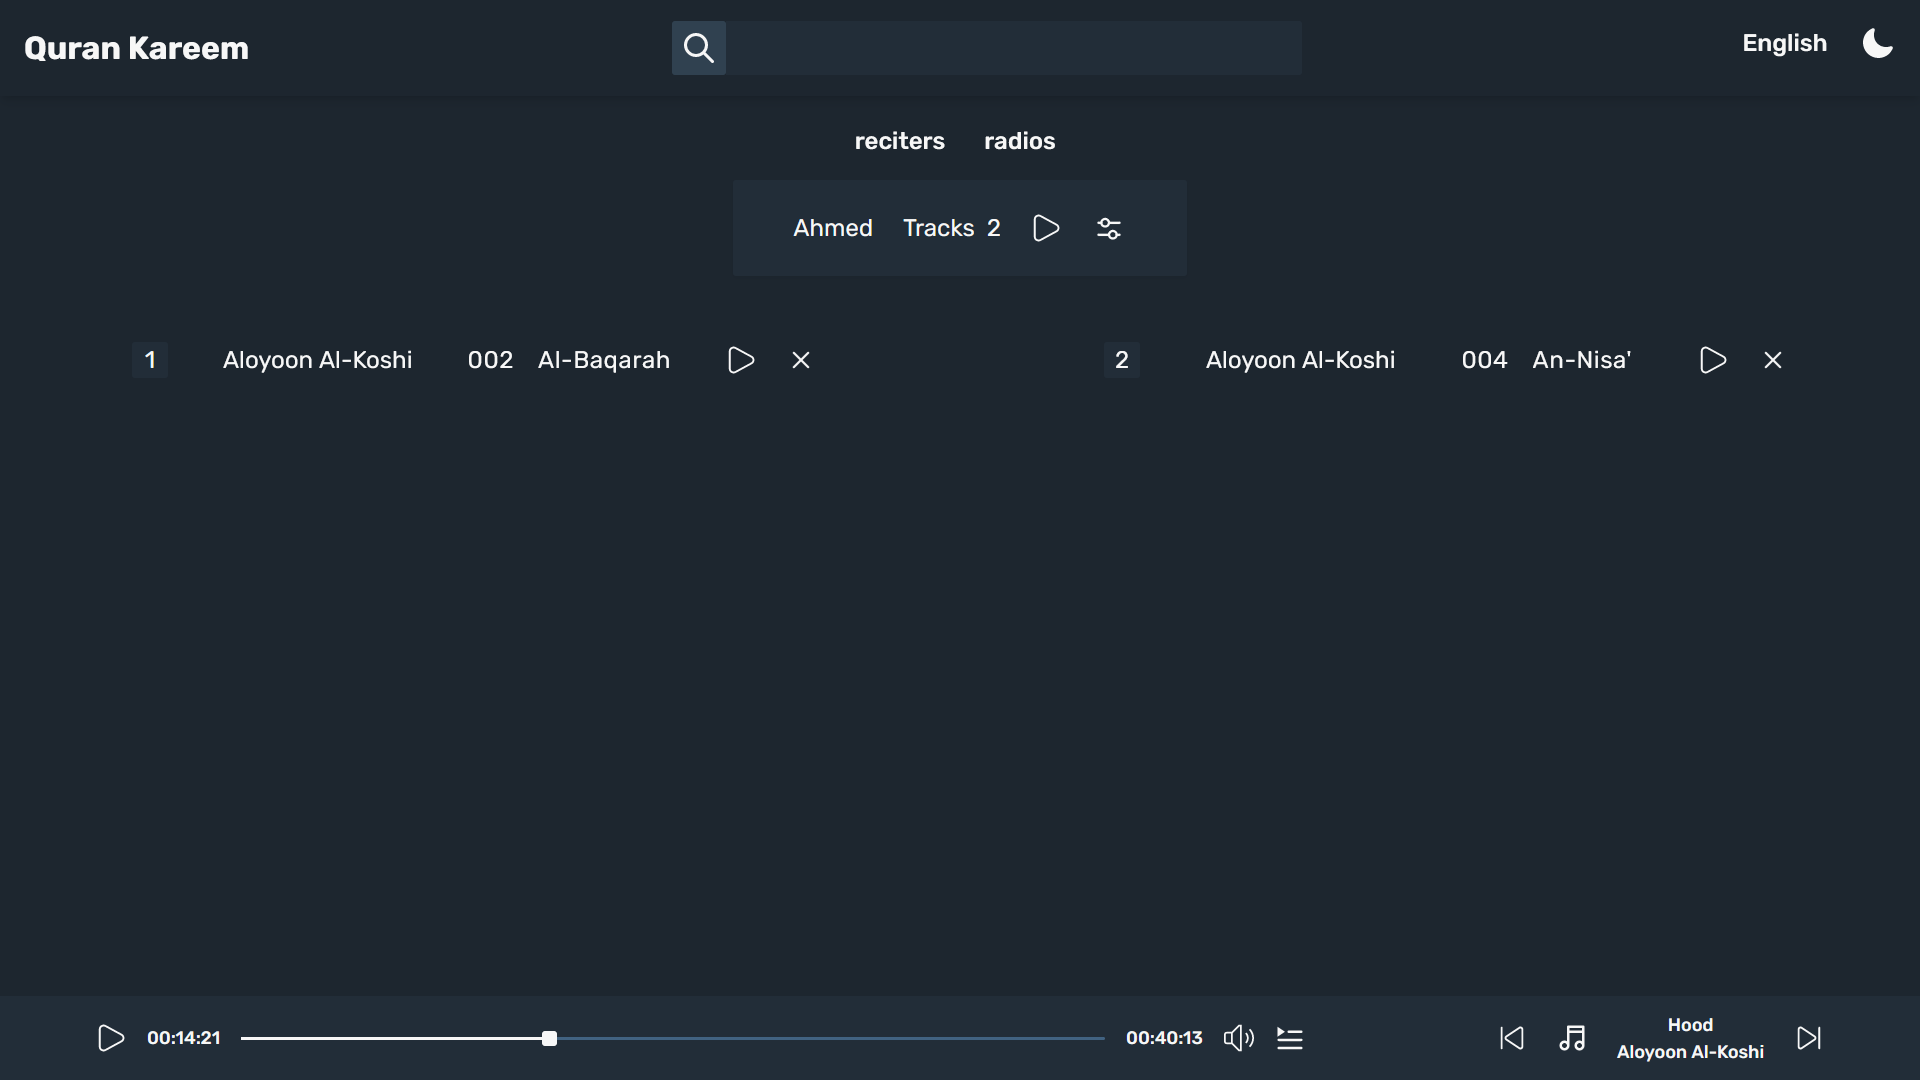 Quran Kareem
English
reciters radios
Ahmed Tracks 2
1 Aloyoon Al-Koshi 002 Al-Baqarah
2 Aloyoon Al-Koshi 004 An-Nisa'
00:14:21
00:40:13
Hood
Aloyoon Al-Koshi